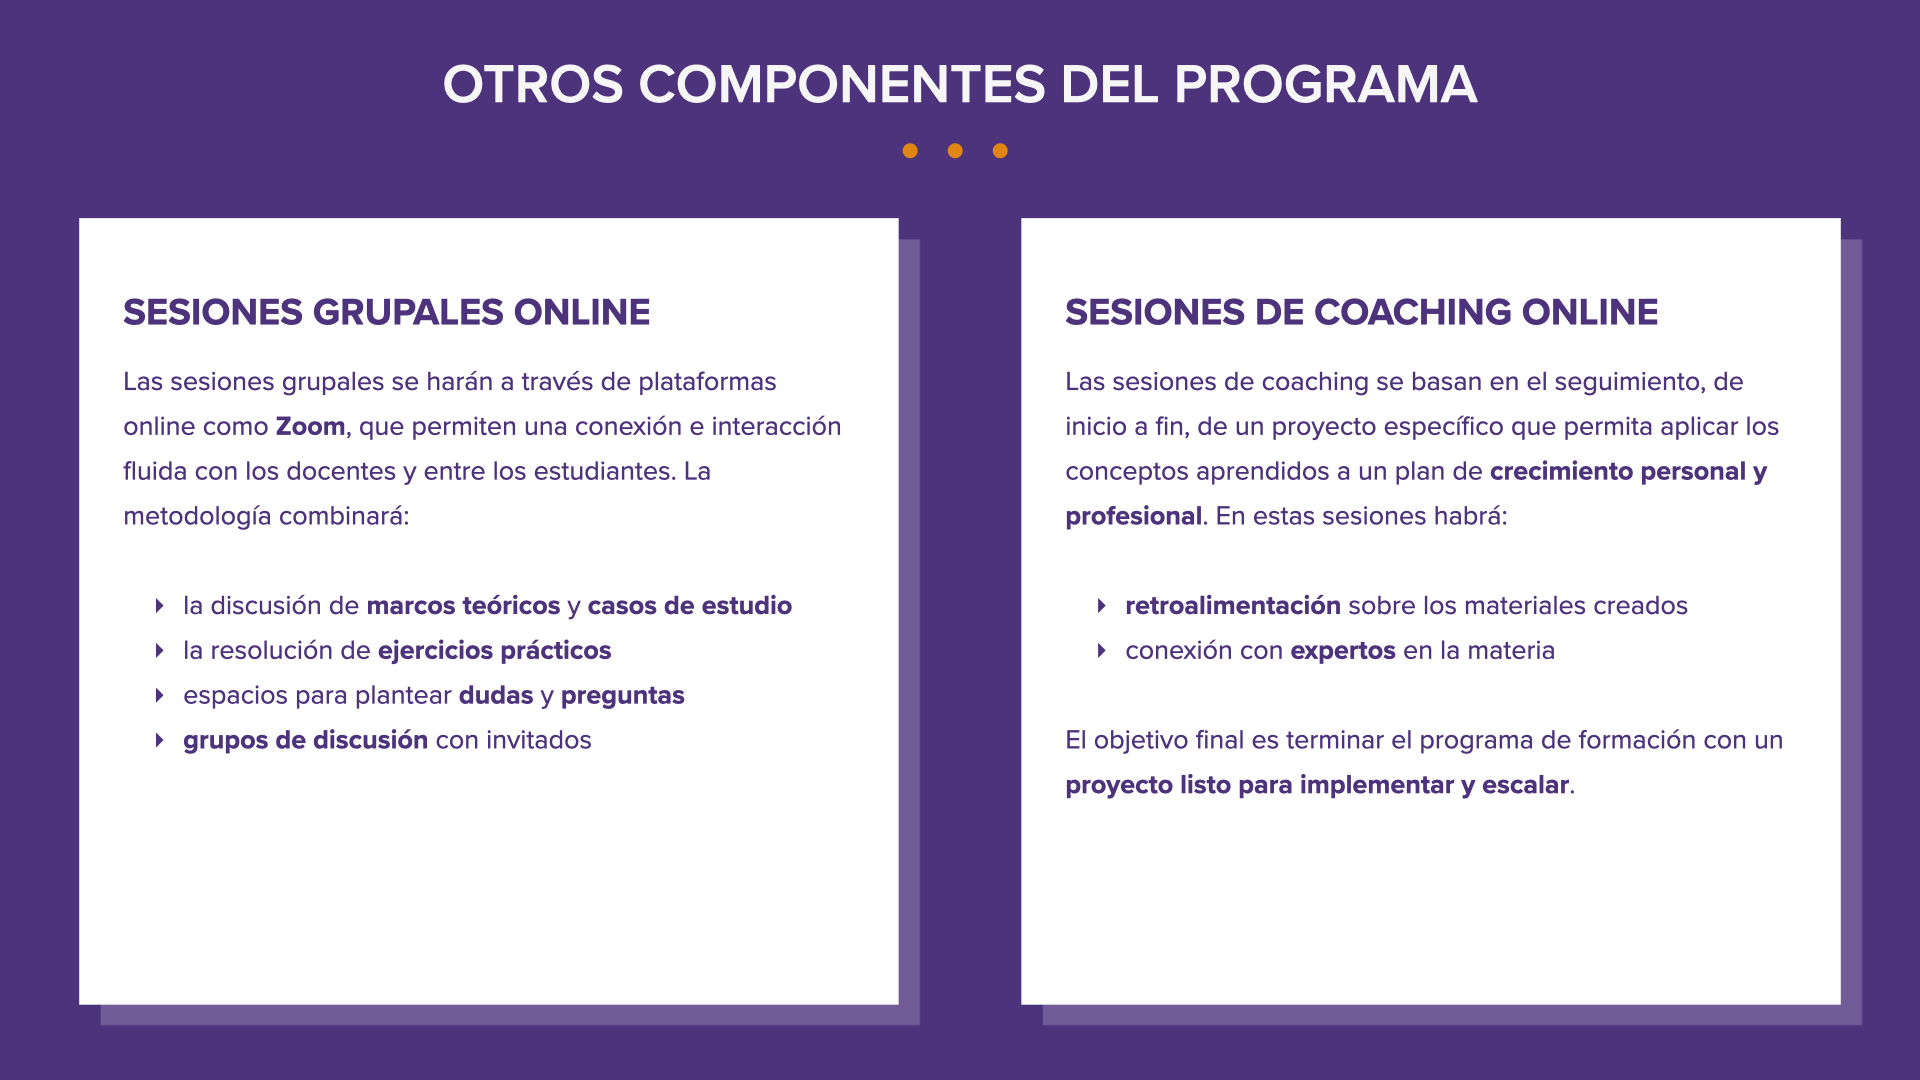 OTROS COMPONENTES DEL PROGRAMA
SESIONES GRUPALES ONLINE
Las sesiones grupales se harán a través de plataformas
online como Zoom, que permiten una conexión e interacción
fluida con los docentes y entre los estudiantes. La
metodología combinará:
la discusión de marcos teóricos y casos de estudio
la resolución de ejercicios prácticos
espacios para plantear dudas y preguntas
grupos de discusión con invitados
SESIONES DE COACHING ONLINE
Las sesiones de coaching se basan en el seguimiento, de
inicio a fin, de un proyecto específico que permita aplicar los
conceptos aprendidos a un plan de crecimiento personal y
profesional. En estas sesiones habrá:
retroalimentación sobre los materiales creados
conexión con expertos en la materia
El objetivo final es terminar el programa de formación con un
proyecto listo para implementar y escalar.